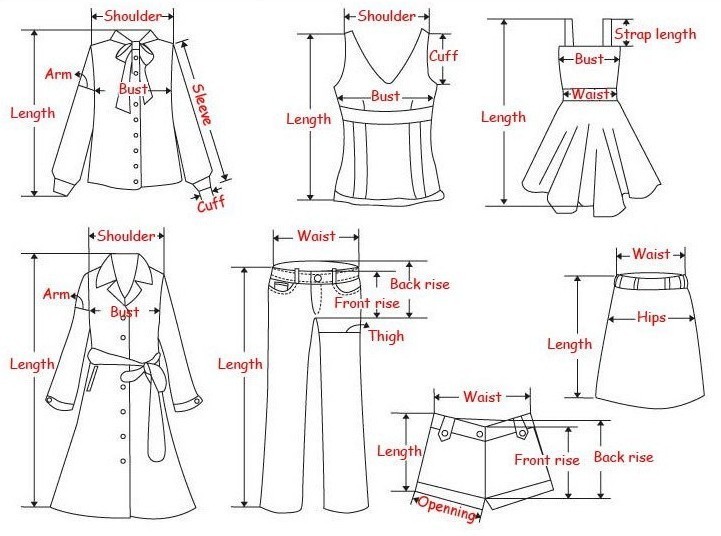 Shoulder
Arm
Bust
Length
Sleeve
Cuff
Shoulder
Cuff
Bust
Length
Strap length
Bust
Waist
Length
Shoulder
Arm
Bust
Length
Waist
Back rise
Front rise
Thigh
Length
Waist
Hips
Length
Waist
Length
Front rise
Back rise
Openning